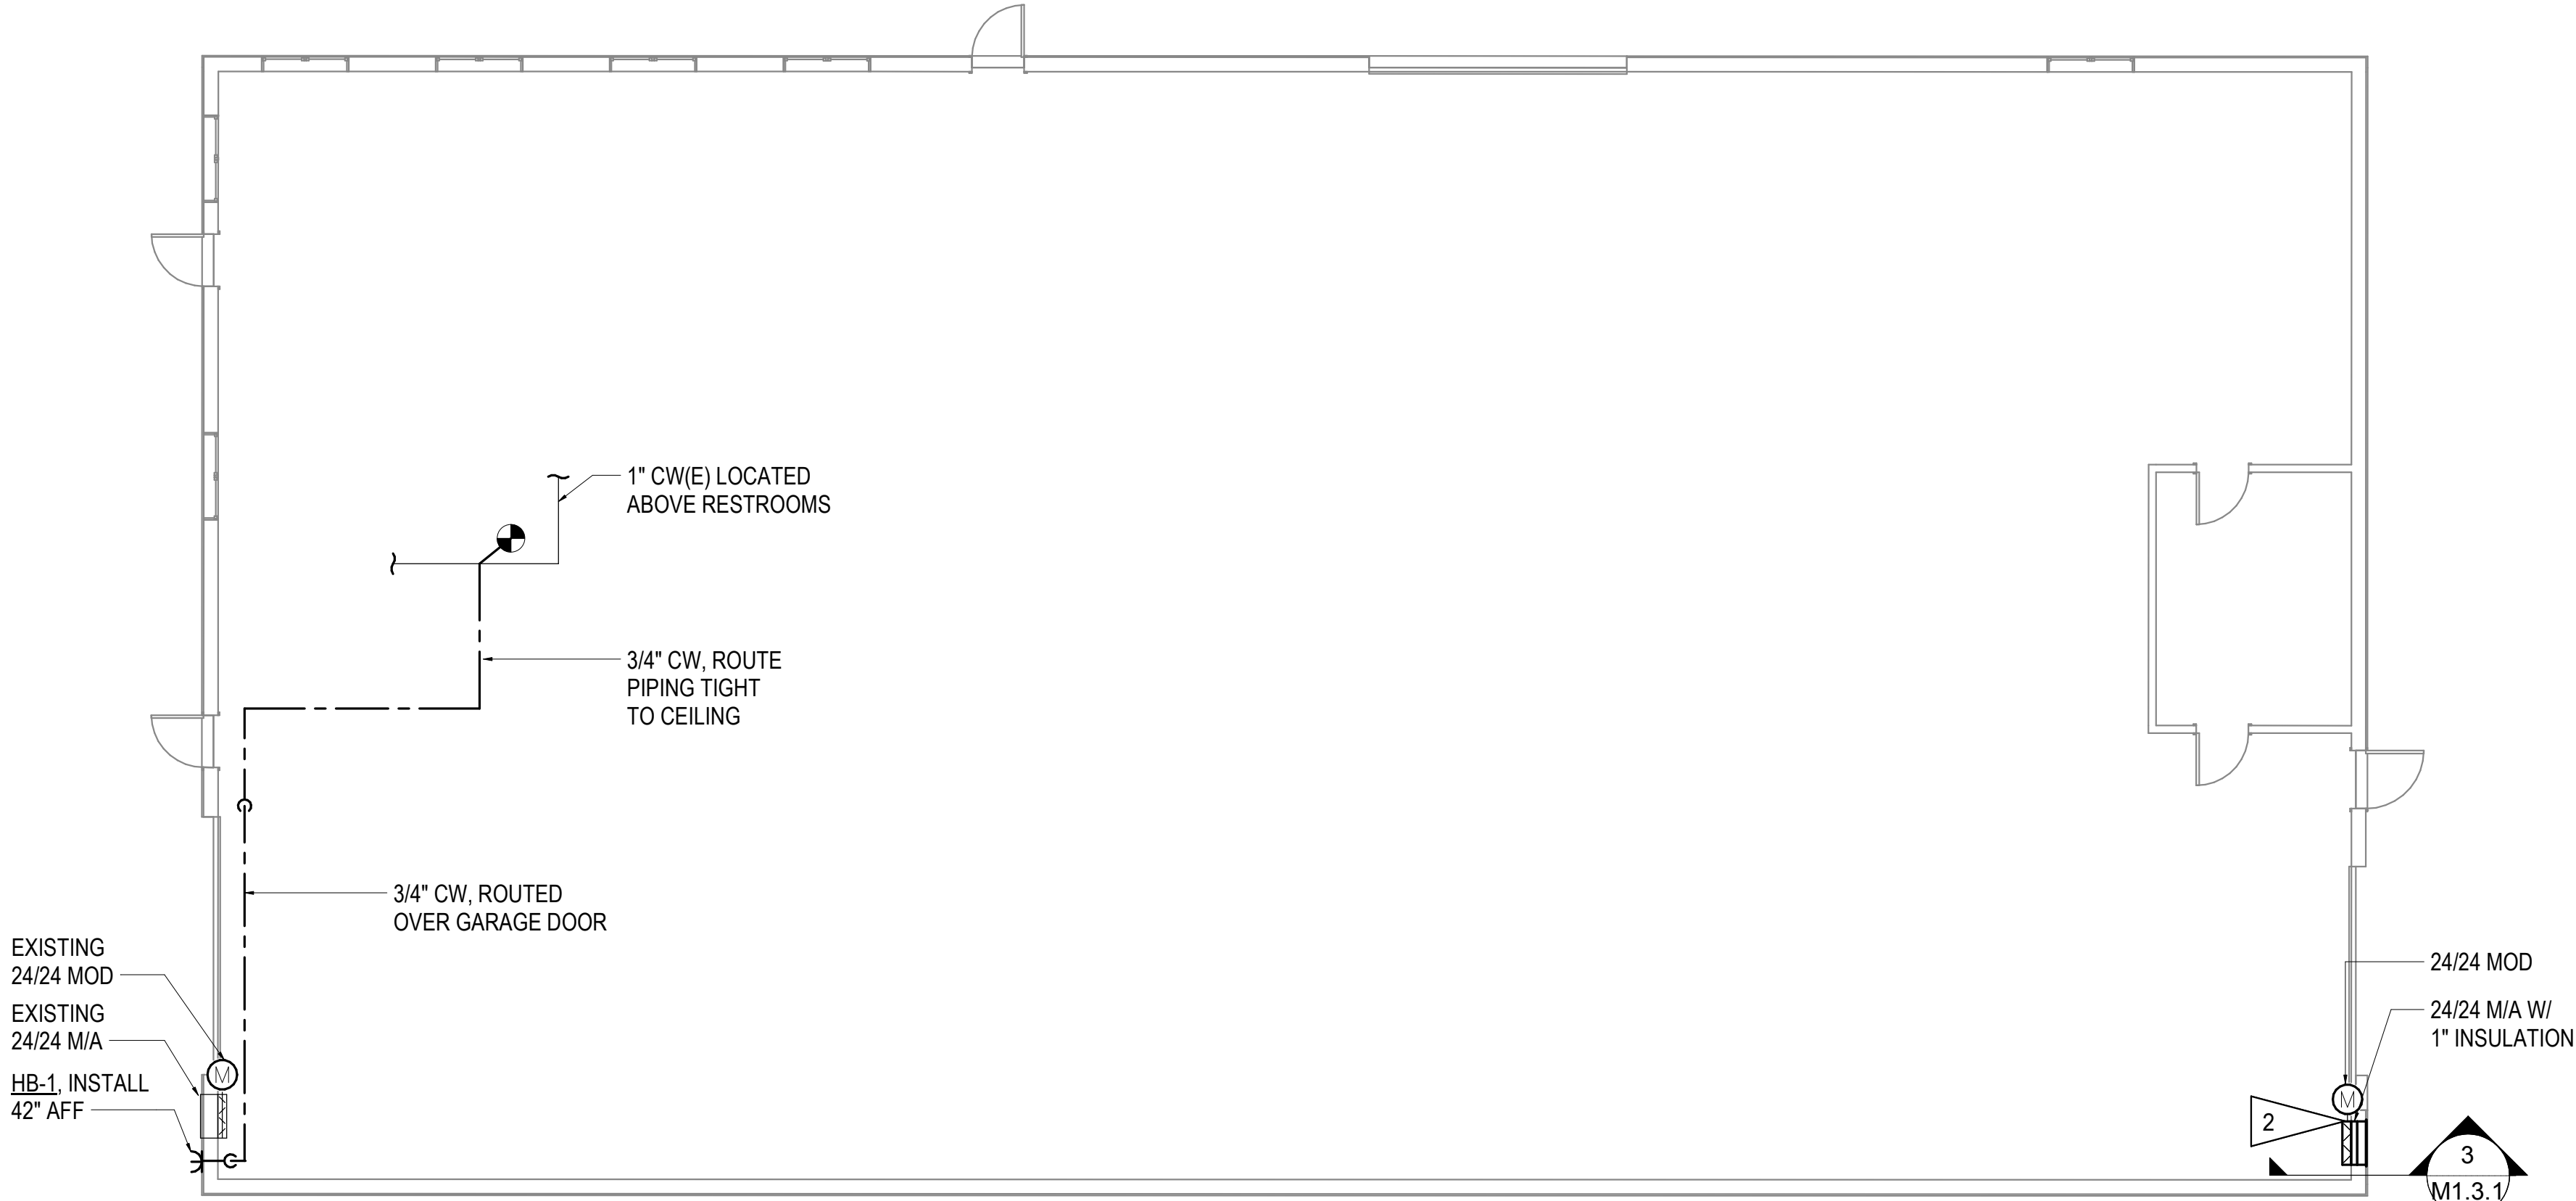 1" CW(E) LOCATED
ABOVE RESTROOMS
3/4" CW, ROUTE
PIPING TIGHT
TO CEILING
3/4" CW, ROUTED
OVER GARAGE DOOR
EXISTING
24/24 MOD
EXISTING
24/24 M/A
HB-1, INSTALL
42" AFF
M
24/24 MOD
24/24 M/A W/
1" INSULATION
M
2
3
M1.3.1